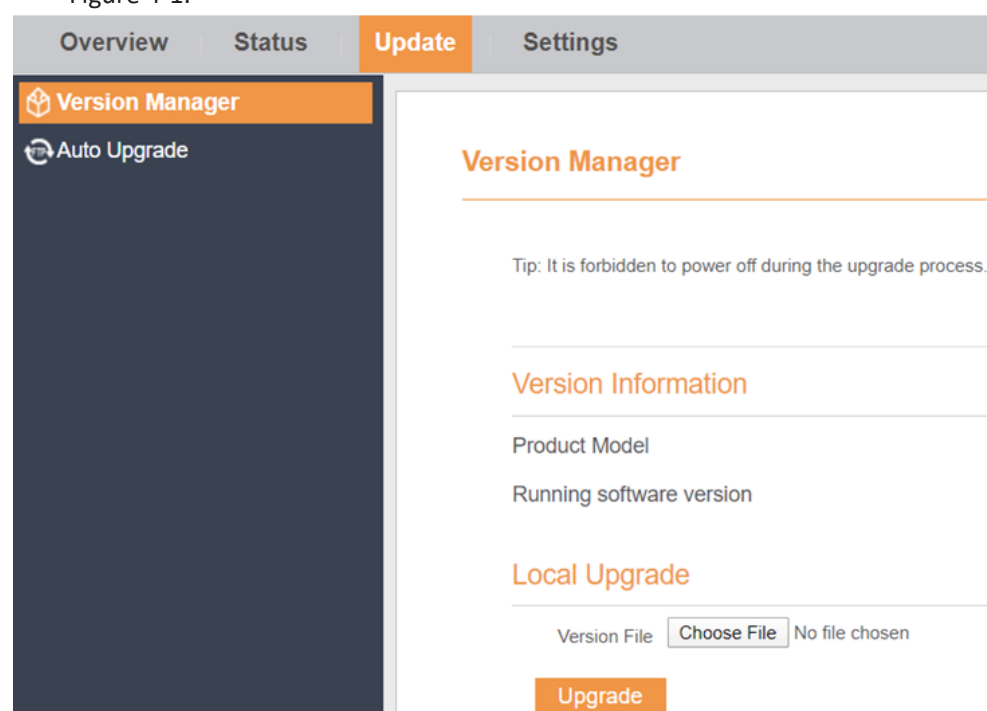 Overview Status Update Settings
Version Manager
Auto Upgrade
Version Manager
Tip: It is forbidden to power off during the upgrade process.
Version Information
Product Model
Running software version
Local Upgrade
Version File Choose File No file chosen
Upgrade